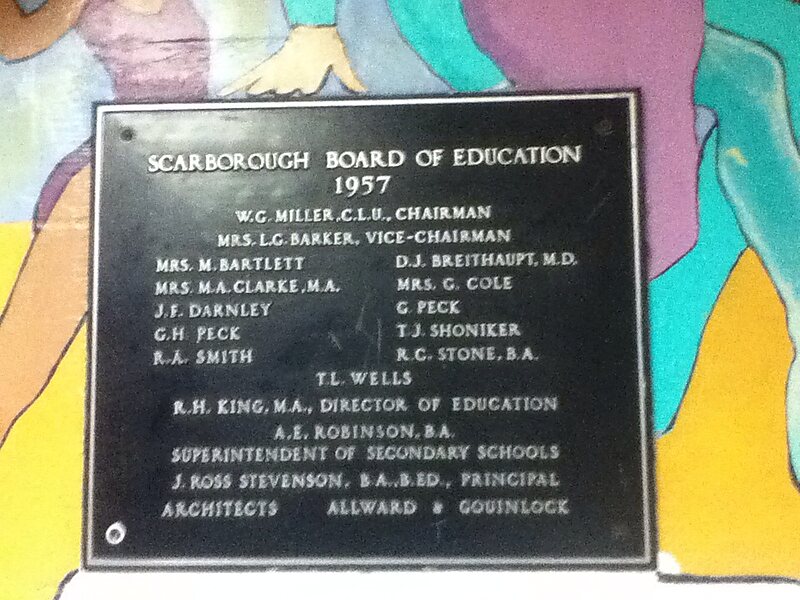 SCARBOROUGH BOARD OF EDUCATION
1957
W.G. MILLER, C.L.U., CHAIRMAN
MRS. L.G. BARKER, VICE-CHAIRMAN
MRS. M. BARTLETT D.J. BREITHAUPT, M.D.
MRS. M.A. CLARKE, M.A. MRS. G. COLE
J.F. DARNLEY G. PECK
G.H. PECK T.J. SHONIKER
R.A. SMITH R.C. STONE, B.A.
T.L. WELLS
R.H. KING, M.A., DIRECTOR OF EDUCATION
A.E. ROBINSON, B.A.
SUPERINTENDENT OF SECONDARY SCHOOLS
J. ROSS STEVENSON, B.A., B.ED., PRINCIPAL
ARCHITECTS ALLWARD & GOUINLOCK